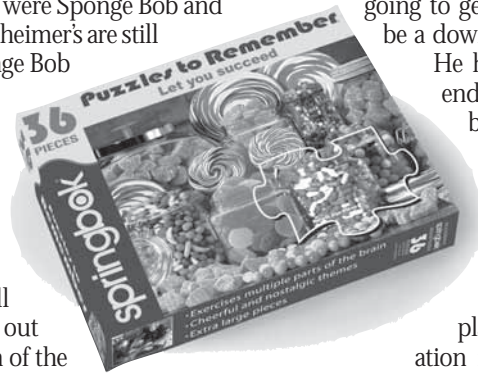 were Sponge Bob and
heimer's are still
nge Bob
ll
out
n of the
going to ge
be a dow
He h
end
b
pl
ation
Puzzles to Remember
Let you succeed
36
PIECES
springbok
•Exercises multiple parts of the brain
•Cheerful and nostalgic themes
•Extra large pieces
36